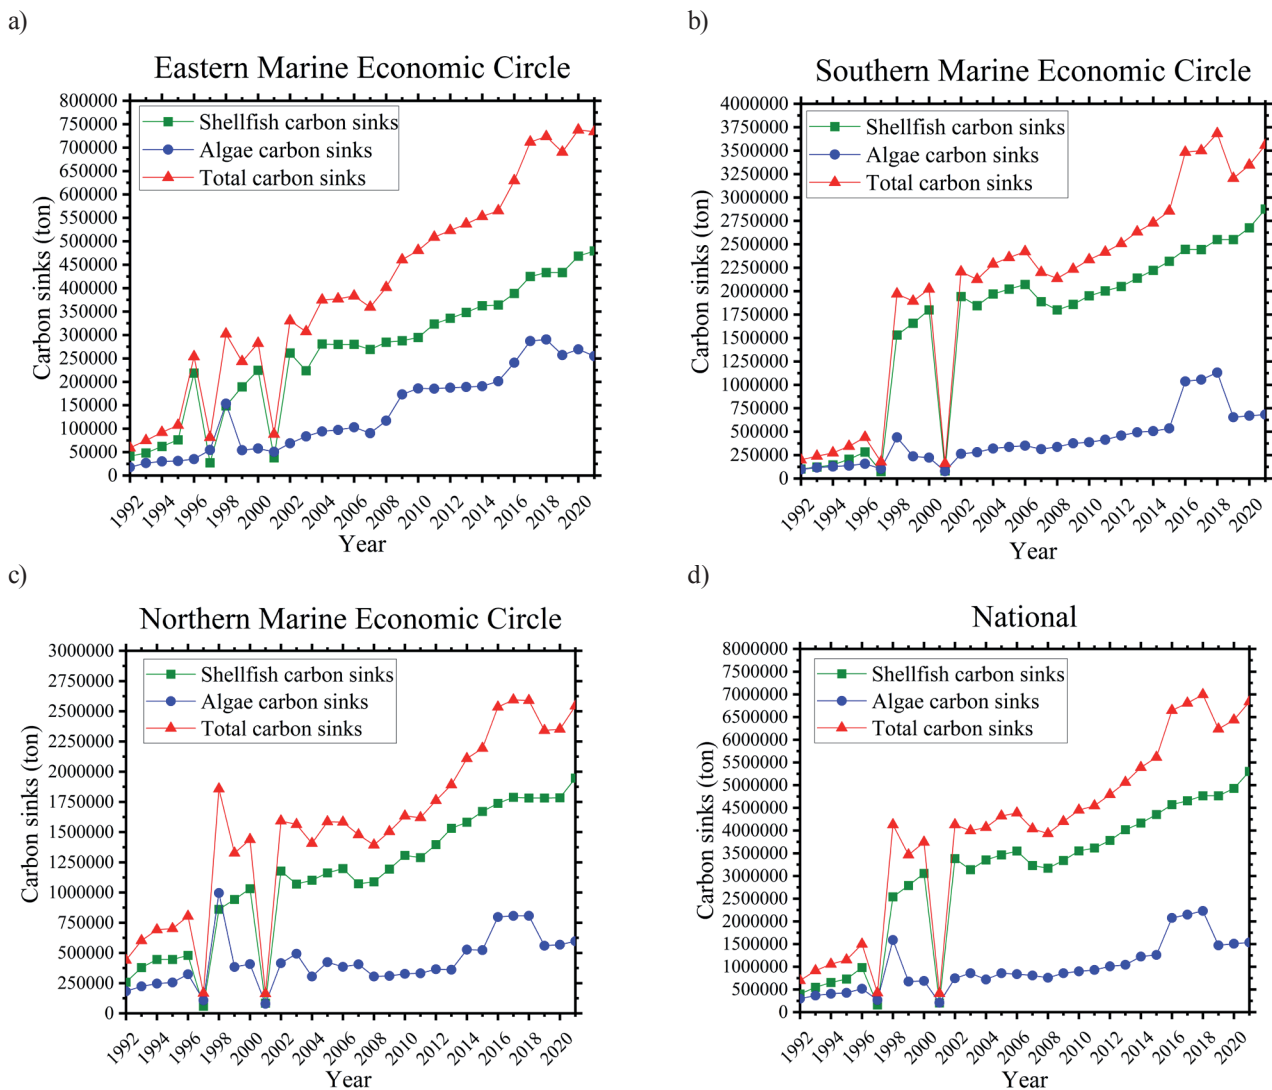 a)
Eastern Marine Economic Circle
800000
750000
700000
650000
600000
550000
500000
450000
400000
350000
300000
250000
200000
150000
100000
50000
0
Carbon sinks (ton)
Shellfish carbon sinks
Algae carbon sinks
Total carbon sinks
1992 1994 1996 1998 2000 2002 2004 2006 2008 2010 2012 2014 2016 2018 2020
Year
b)
Southern Marine Economic Circle
4000000
3750000
3500000
3250000
3000000
2750000
2500000
2250000
2000000
1750000
1500000
1250000
1000000
750000
500000
250000
0
Carbon sinks (ton)
Shellfish carbon sinks
Algae carbon sinks
Total carbon sinks
1992 1994 1996 1998 2000 2002 2004 2006 2008 2010 2012 2014 2016 2018 2020
Year
c)
Northern Marine Economic Circle
3000000
2750000
2500000
2250000
2000000
1750000
1500000
1250000
1000000
750000
500000
250000
0
Carbon sinks (ton)
Shellfish carbon sinks
Algae carbon sinks
Total carbon sinks
1992 1994 1996 1998 2000 2002 2004 2006 2008 2010 2012 2014 2016 2018 2020
Year
d)
National
8000000
7500000
7000000
6500000
6000000
5500000
5000000
4500000
4000000
3500000
3000000
2500000
2000000
1500000
1000000
500000
0
Carbon sinks (ton)
Shellfish carbon sinks
Algae carbon sinks
Total carbon sinks
1992 1994 1996 1998 2000 2002 2004 2006 2008 2010 2012 2014 2016 2018 2020
Year